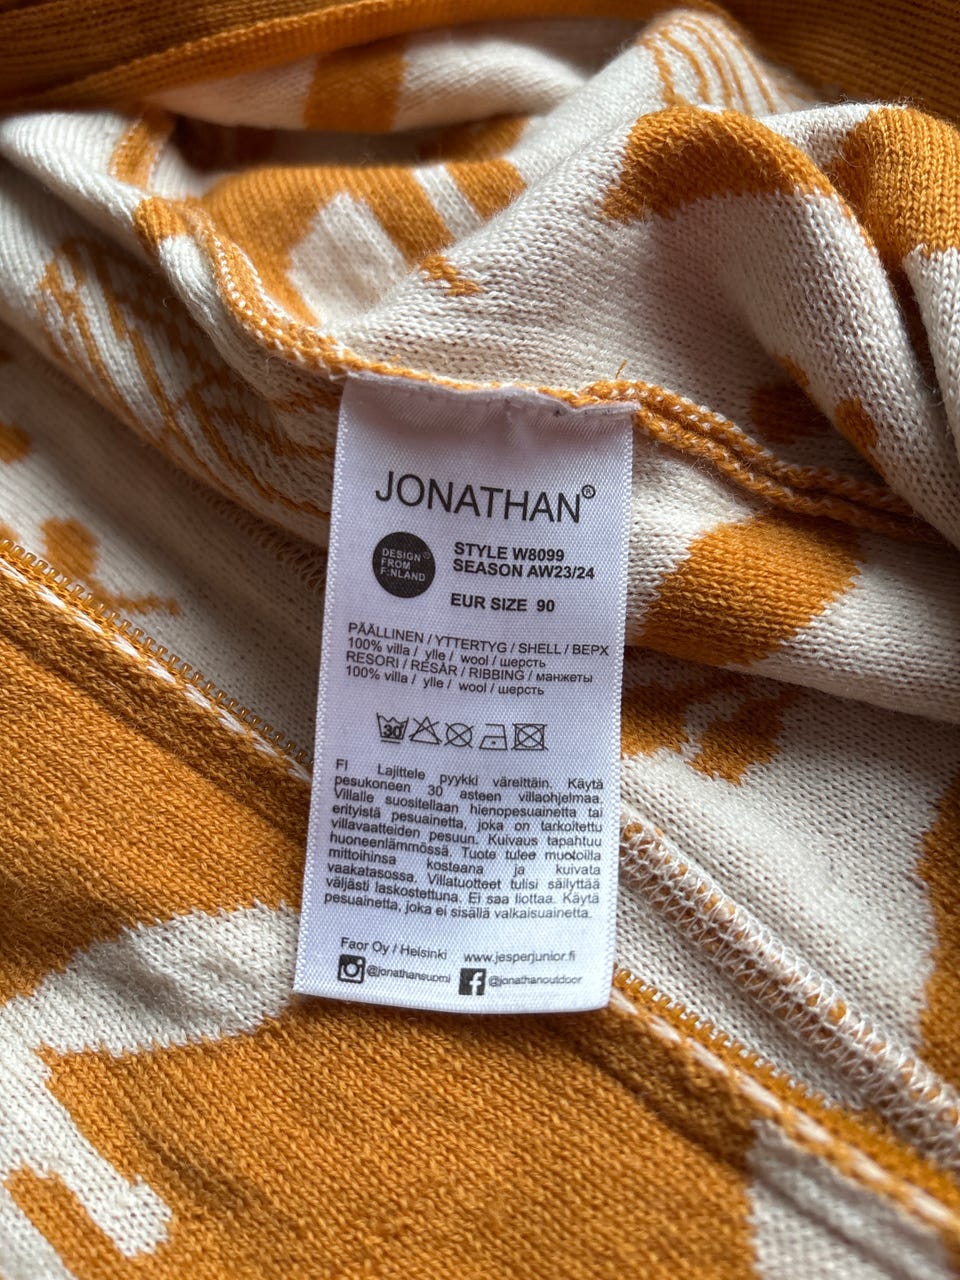 JONATHAN®
DESIGN®
FROM
F:NLAND
STYLE W8099
SEASON AW23/24
EUR SIZE 90
PÄÄLLINEN / YTTERTYG / SHELL / ВЕРХ
100% villa / ylle / wool / шерсть
RESORI / RESÅR / RIBBING / манжеты
100% villa / ylle / wool / шерсть
30
FI Lajittele pyykki väreittäin. Käytä
pesukoneen 30 asteen villaohjelmaa.
Villalle suositellaan hienopesuainetta tai
erityistä pesuainetta, joka on tarkoitettu
villavaatteiden pesuun. Kuivaus tapahtuu
huoneenlämmössä. Tuote tulee muotoilla
mittoihinsa kosteana ja kuivata
vaakatasossa. Villatuotteet tulisi säilyttää
väljästi laskostettuna. Ei saa liottaa. Käytä
pesuainetta, joka ei sisällä valkaisuainetta.
Faor Oy / Helsinki www.jesperjunior.fi
@jonathansuomi f @jonathanoutdoor